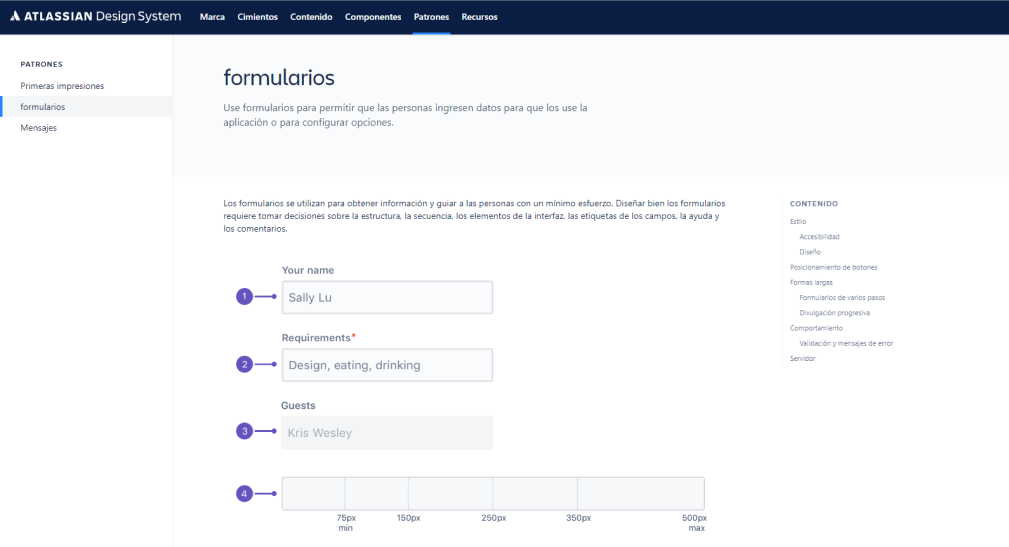 ATLASSIAN Design System
Marca Cimientos Contenido Componentes Patrones Recursos
PATRONES
Primeras impresiones
formularios
Mensajes
formularios
Use formularios para permitir que las personas ingresen datos para que los use la
aplicación o para configurar opciones.
Los formularios se utilizan para obtener información y guiar a las personas con un mínimo esfuerzo. Diseñar bien los formularios
requiere tomar decisiones sobre la estructura, la secuencia, los elementos de la interfaz, las etiquetas de los campos, la ayuda y
los comentarios.
Your name
1 Sally Lu
Requirements*
2 Design, eating, drinking
Guests
3 Kris Wesley
4
75px 150px 250px 350px 500px
min max
CONTENIDO
Estilo
Accesibilidad
Diseño
Posicionamiento de botones
Formas largas
Formularios de varios pasos
Divulgación progresiva
Comportamiento
Validación y mensajes de error
Servidor